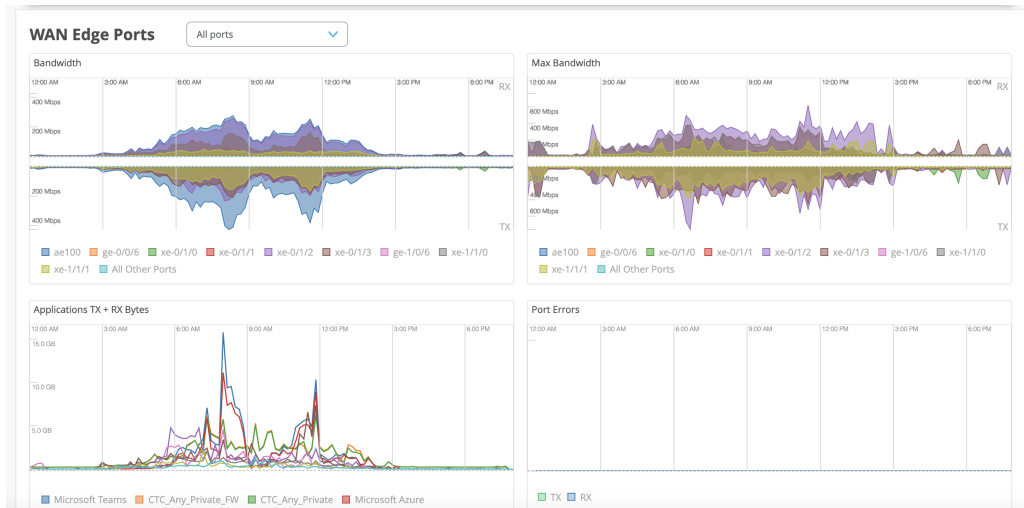 WAN Edge Ports
All ports
Bandwidth
12:00 AM 3:00 AM 6:00 AM 9:00 AM 12:00 PM 3:00 PM 6:00 PM RX
400 Mbps
200 Mbps
200 Mbps
400 Mbps
TX
ae100 ge-0/0/6 xe-0/1/0 xe-0/1/1 xe-0/1/2 xe-0/1/3 ge-1/0/6 xe-1/1/0
xe-1/1/1 All Other Ports
Max Bandwidth
12:00 AM 3:00 AM 6:00 AM 9:00 AM 12:00 PM 3:00 PM 6:00 PM RX
600 Mbps
400 Mbps
Mbps
Mbps
Mbps
600 Mbps
TX
ae100 ge-0/0/6 xe-0/1/0 xe-0/1/1 xe-0/1/2 xe-0/1/3 ge-1/0/6 xe-1/1/0
xe-1/1/1 All Other Ports
Applications TX + RX Bytes
12:00 AM 3:00 AM 6:00 AM 9:00 AM 12:00 PM 3:00 PM 6:00 PM
15.0 GB
10.0 GB
5.0 GB
Microsoft Teams CTC_Any_Private_FW CTC_Any_Private Microsoft Azure
Port Errors
12:00 AM 3:00 AM 6:00 AM 9:00 AM 12:00 PM 3:00 PM 6:00 PM
TX RX